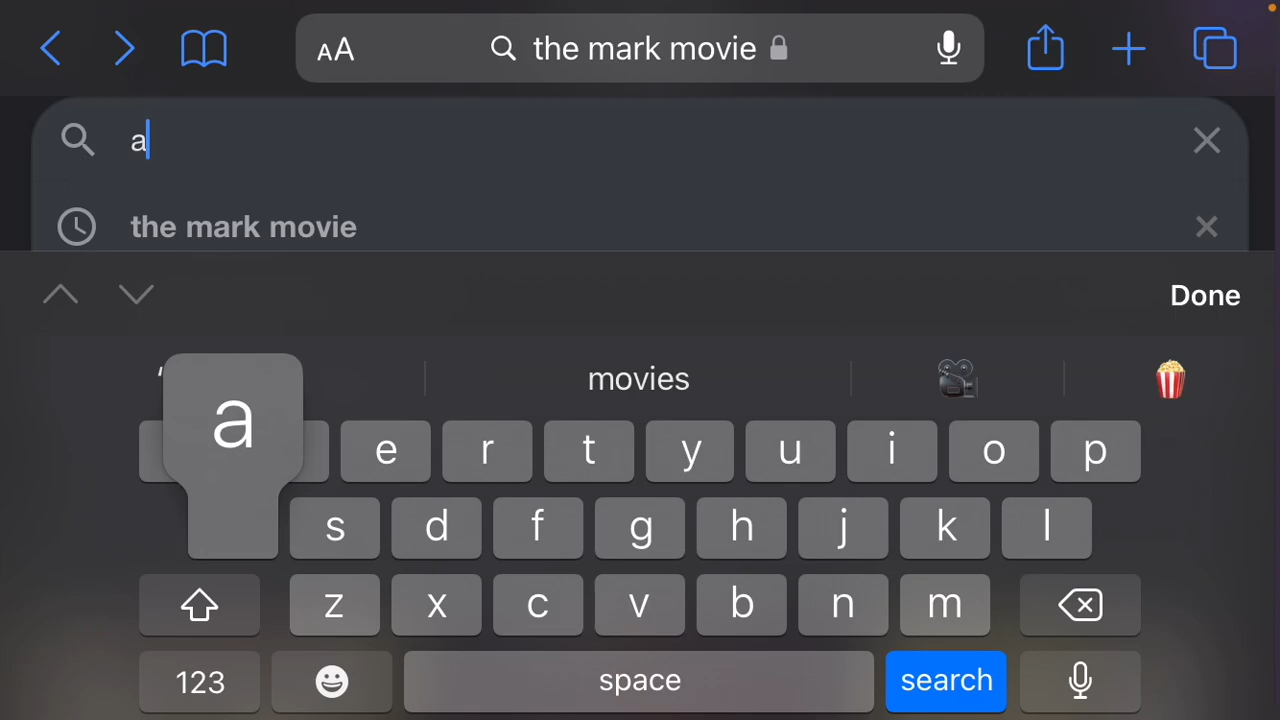 AA the mark movie
a
the mark movie
Done
movies
a
e r t y u i o p
s d f g h j k l
z x c v b n m
123 space search